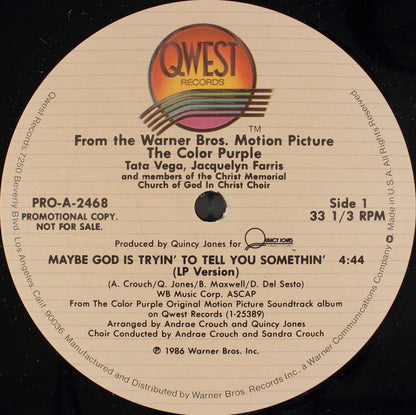 QWEST
RECORDS
TM
From the Warner Bros. Motion Picture
The Color Purple
Tata Vega, Jacquelyn Farris
and members of the Christ Memorial
Church of God In Christ Choir
PRO-A-2468
PROMOTIONAL COPY.
NOT FOR SALE.
Side 1
33 1/3 RPM
Produced by Quincy Jones for QUINCY JONES
MAYBE GOD IS TRYIN' TO TELL YOU SOMETHIN' 4:44
(LP Version)
(A. Crouch/Q. Jones/B. Maxwell/D. Del Sesto)
WB Music Corp. ASCAP
From The Color Purple Original Motion Picture Soundtrack album
on Qwest Records (1-25389)
Arranged by Andrae Crouch and Quincy Jones
Choir Conducted by Andrae Crouch and Sandra Crouch
℗ 1986 Warner Bros. Inc.
Qwest Records 7250 Beverly Blvd. Los Angeles, Calif. 90036. Manufactured and Distributed by Warner Bros. Records Inc., a Warner Communications Company. Made in U.S.A. All Rights Reserved.